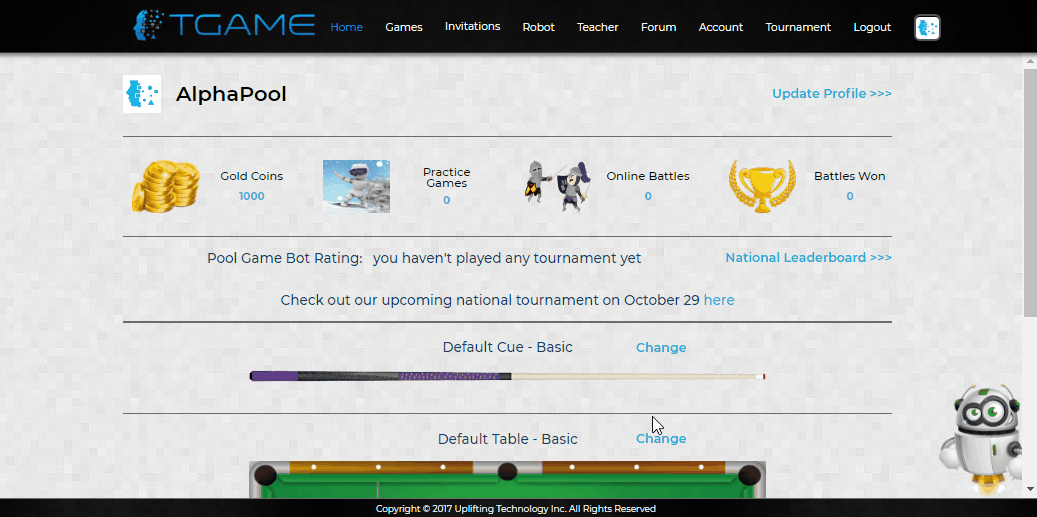 TGAME
Home Games Invitations Robot Teacher Forum Account Tournament Logout
AlphaPool
Update Profile >>>
Gold Coins
1000
Practice
Games
0
Online Battles
0
Battles Won
0
Pool Game Bot Rating: you haven't played any tournament yet
National Leaderboard >>>
Check out our upcoming national tournament on October 29 here
Default Cue - Basic
Change
Default Table - Basic
Change
Copyright © 2017 Uplifting Technology Inc. All Rights Reserved